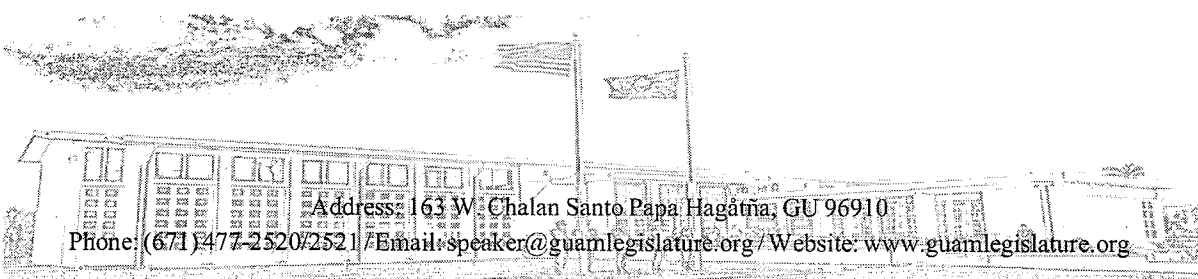 Address: 163 W. Chalan Santo Papa Hagåtña, GU 96910
Phone: (671) 477-2520/2521 / Email: speaker@guamlegislature.org / Website: www.guamlegislature.org